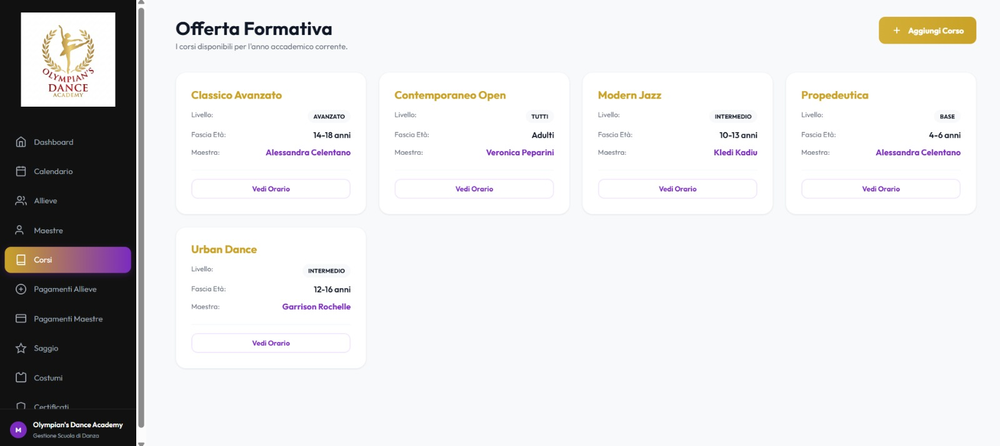 OLYMPIAN'S
DANCE
ACADEMY
Dashboard
Calendario
Allieve
Maestre
Corsi
Pagamenti Allieve
Pagamenti Maestre
Saggio
Costumi
Certificati
M
Olympian's Dance Academy
Gestione Scuola di Danza
Offerta Formativa
I corsi disponibili per l'anno accademico corrente.
+ Aggiungi Corso
Classico Avanzato
Livello: AVANZATO
Fascia Età: 14-18 anni
Maestra: Alessandra Celentano
Vedi Orario
Contemporaneo Open
Livello: TUTTI
Fascia Età: Adulti
Maestra: Veronica Peparini
Vedi Orario
Modern Jazz
Livello: INTERMEDIO
Fascia Età: 10-13 anni
Maestra: Kledi Kadiu
Vedi Orario
Propedeutica
Livello: BASE
Fascia Età: 4-6 anni
Maestra: Alessandra Celentano
Vedi Orario
Urban Dance
Livello: INTERMEDIO
Fascia Età: 12-16 anni
Maestra: Garrison Rochelle
Vedi Orario